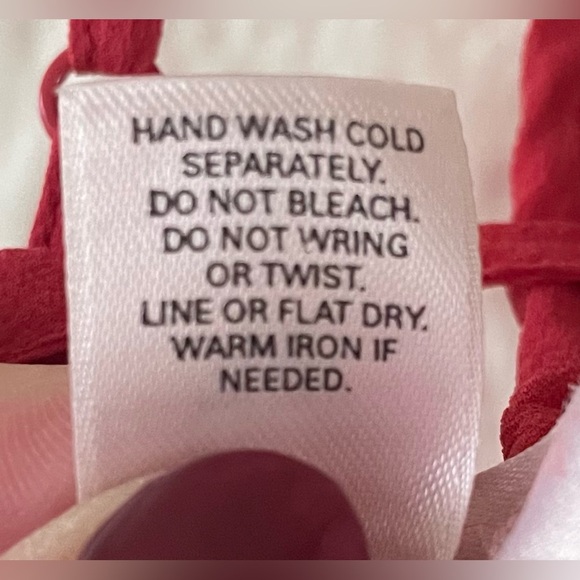 HAND WASH COLD
SEPARATELY.
DO NOT BLEACH.
DO NOT WRING
OR TWIST.
LINE OR FLAT DRY.
WARM IRON IF
NEEDED.